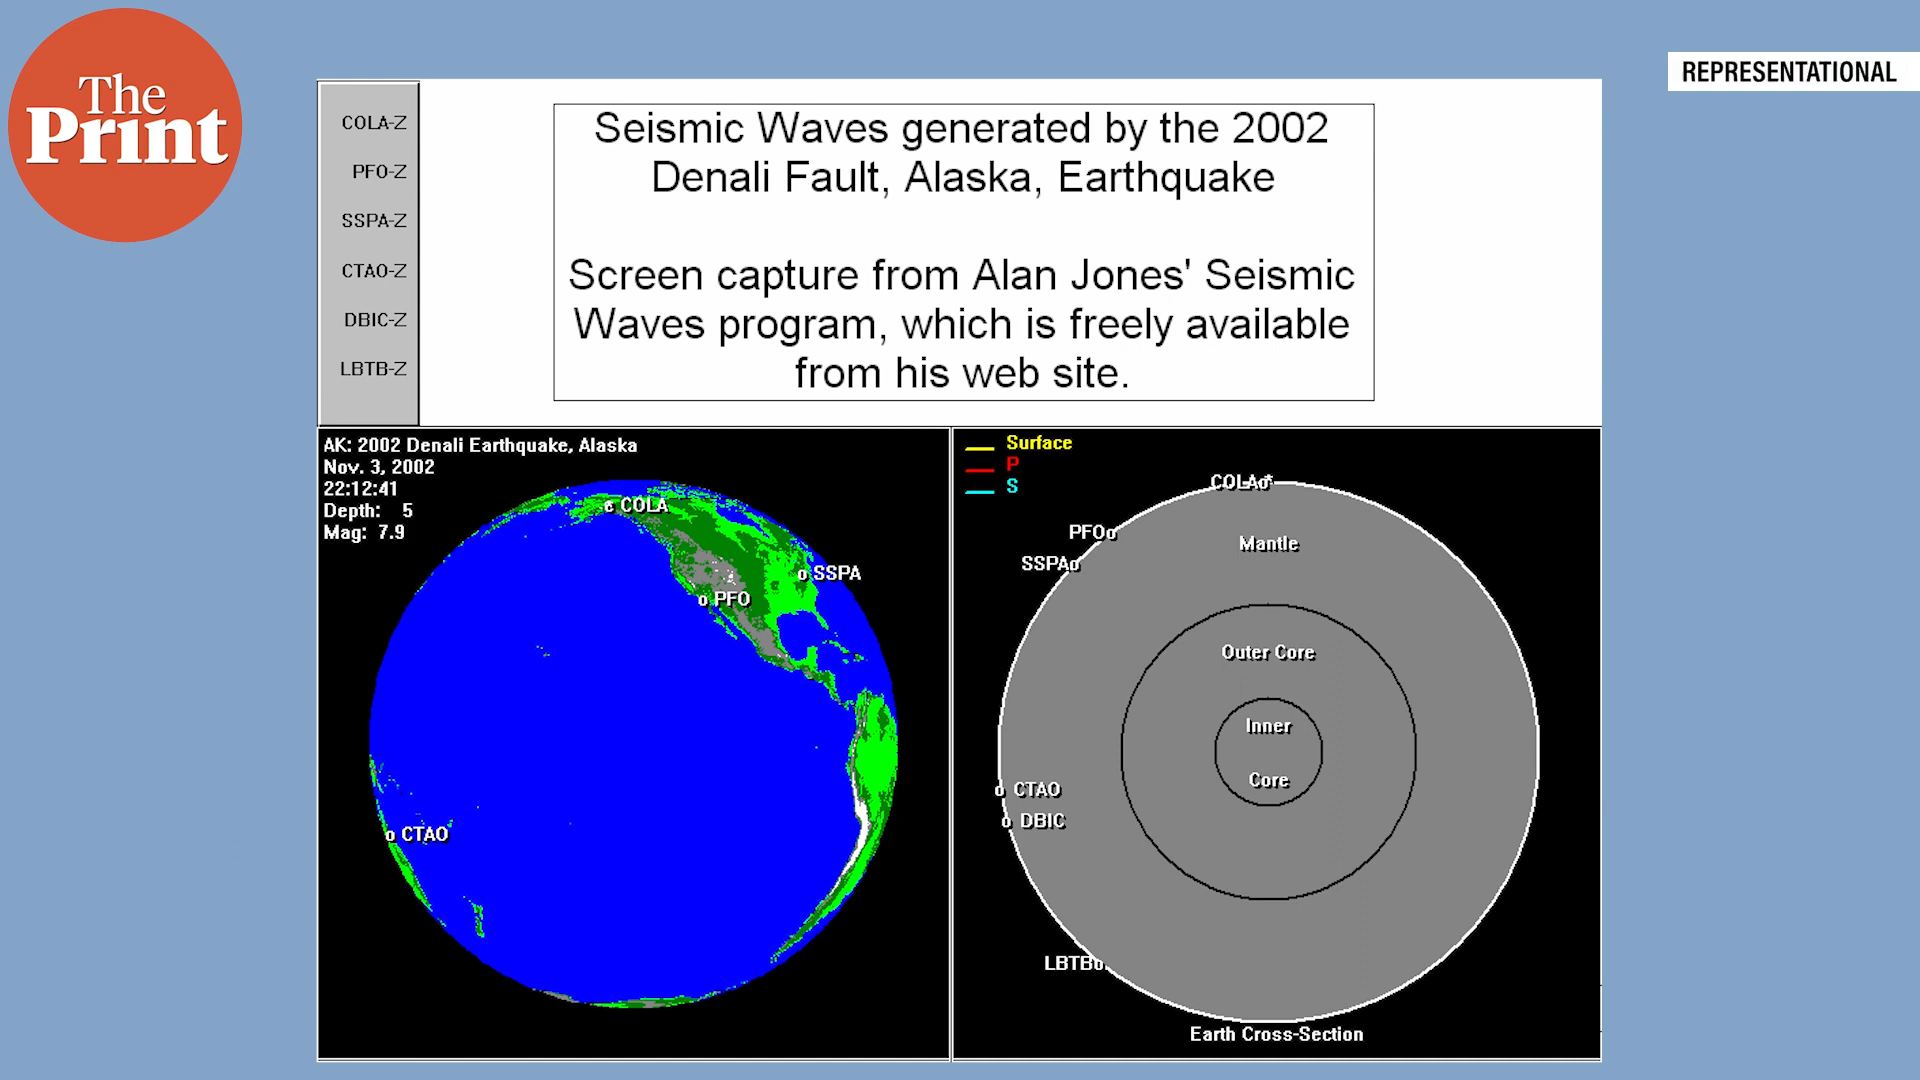 The
Print
REPRESENTATIONAL
COLA-Z
PFO-Z
SSPA-Z
CTAO-Z
DBIC-Z
LBTB-Z
Seismic Waves generated by the 2002
Denali Fault, Alaska, Earthquake
Screen capture from Alan Jones' Seismic
Waves program, which is freely available
from his web site.
AK: 2002 Denali Earthquake, Alaska
Nov. 3, 2002
22:12:41
Depth: 5
Mag: 7.9
COLA
SSPA
PFO
CTAO
Surface
P
S
COLA
PFO
SSPA
Mantle
Outer Core
Inner
Core
CTAO
DBIC
LBTB
Earth Cross-Section